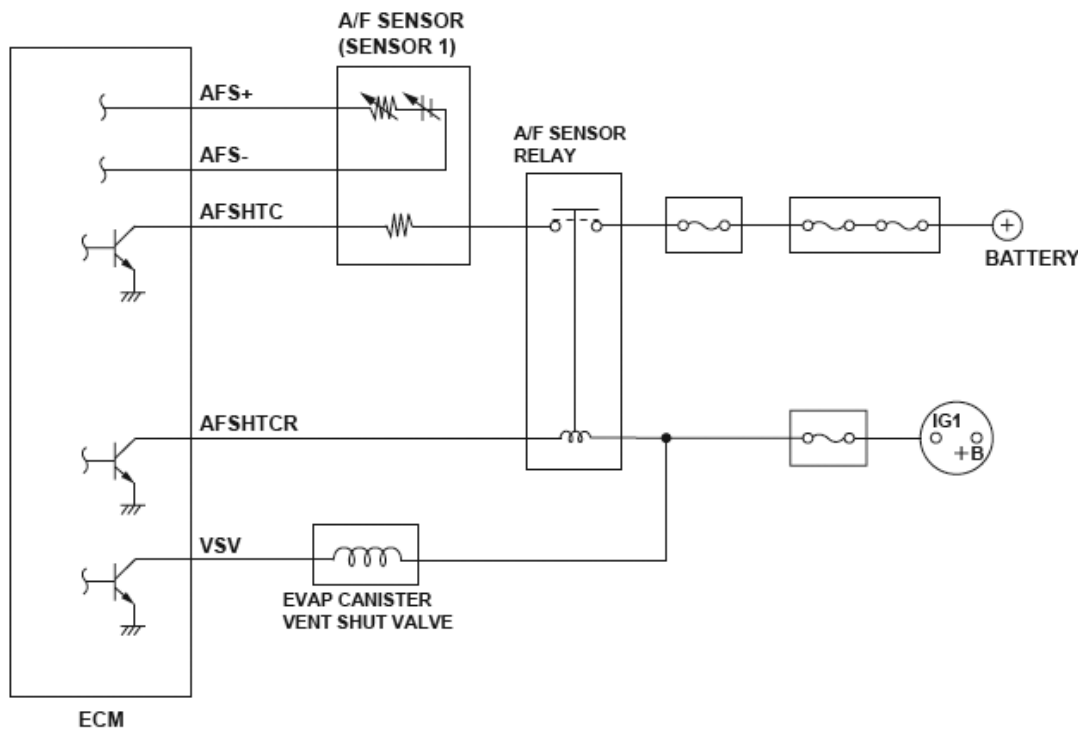 A/F SENSOR
(SENSOR 1)
AFS+
A/F SENSOR
RELAY
AFS-
AFSHTC
+
BATTERY
AFSHTCR
IG1
+B
VSV
EVAP CANISTER
VENT SHUT VALVE
ECM